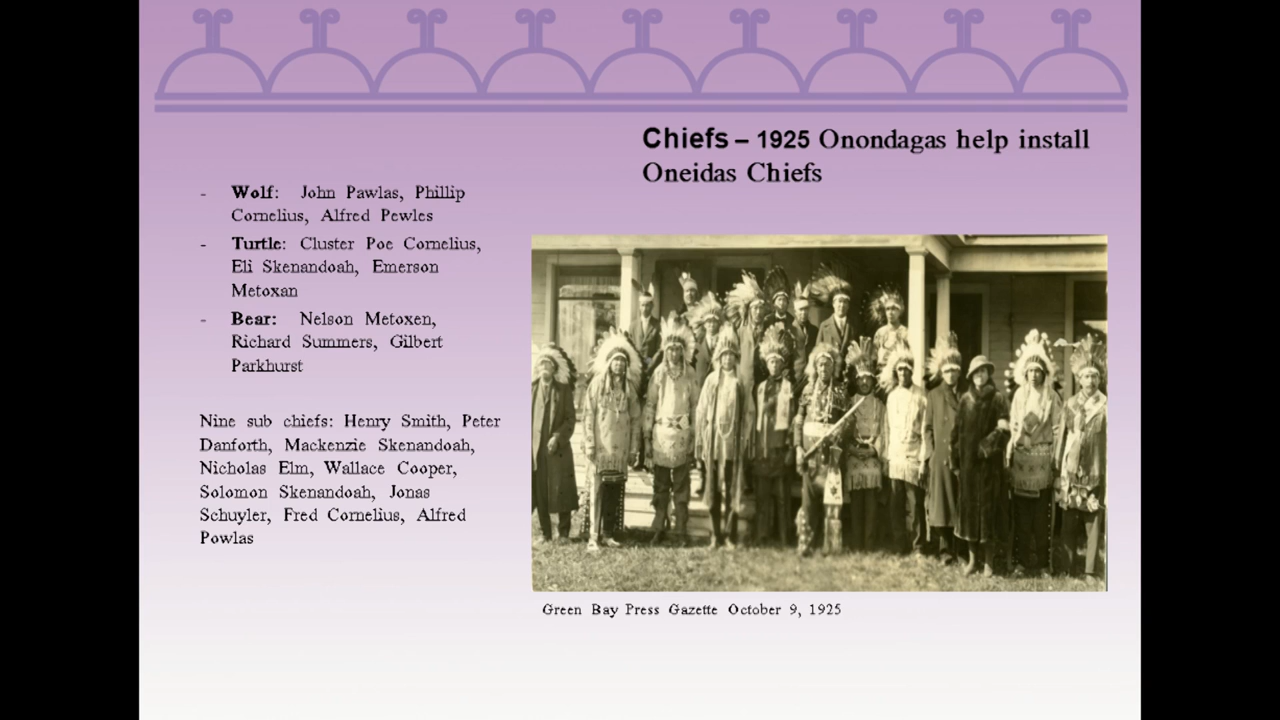 Chiefs – 1925 Onondagas help install
Oneidas Chiefs
- Wolf: John Pawlas, Phillip
Cornelius, Alfred Pewles
- Turtle: Cluster Poe Cornelius,
Eli Skenandoah, Emerson
Metoxan
- Bear: Nelson Metoxen,
Richard Summers, Gilbert
Parkhurst
Nine sub chiefs: Henry Smith, Peter
Danforth, Mackenzie Skenandoah,
Nicholas Elm, Wallace Cooper,
Solomon Skenandoah, Jonas
Schuyler, Fred Cornelius, Alfred
Powlas
Green Bay Press Gazette October 9, 1925